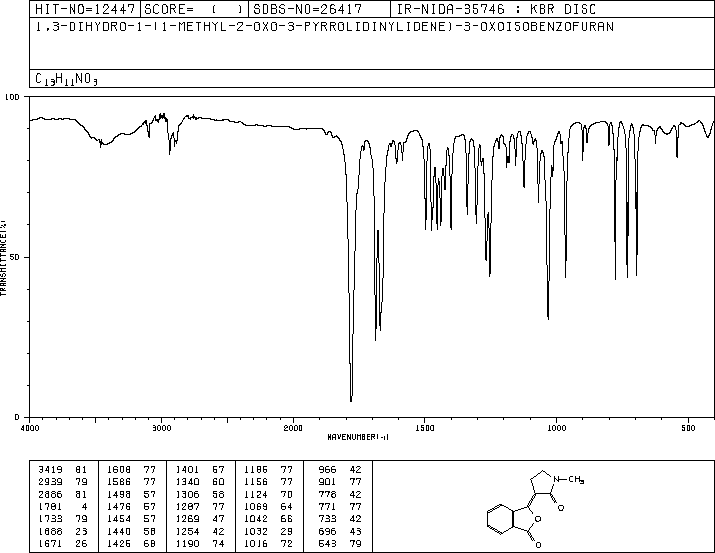 HIT-NO=12447 SCORE= ( ) SDBS-NO=26417 IR-NIDA-35746 : KBR DISC
1,3-DIHYDRO-1-(1-METHYL-2-OXO-3-PYRROLIDINYLIDENE)-3-OXOISOBENZOFURAN
C13H11NO3
100
50
0
TRANSMITTANCE(%)
4000 3000 2000 1500 1000 500
WAVENUMBER(-1)
3419 81 1608 77 1401 57 1186 77 966 42
2939 79 1586 77 1340 60 1156 77 901 77
2886 81 1498 57 1306 58 1124 70 778 42
1781 4 1476 57 1287 77 1069 64 771 77
1733 79 1454 57 1269 47 1042 66 733 42
1688 23 1440 58 1254 42 1032 29 696 43
1671 26 1426 68 1190 74 1016 72 543 79
N-CH3
O
O
O